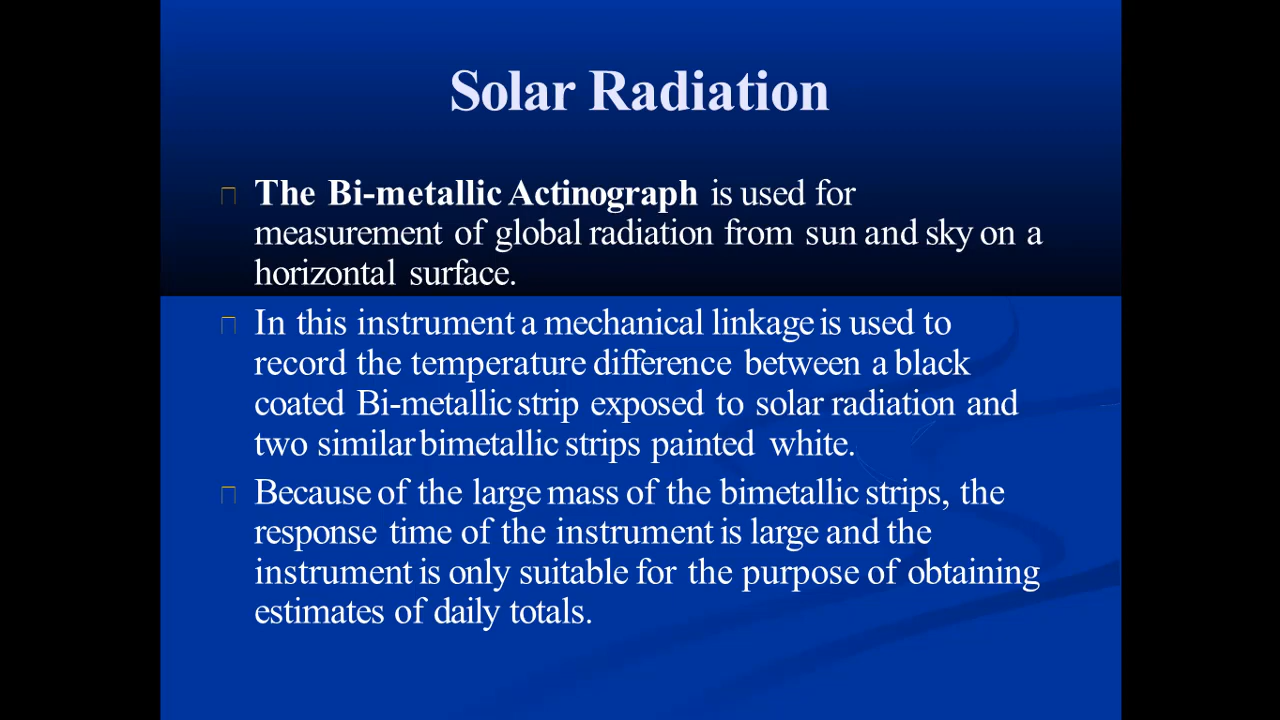 Solar Radiation
The Bi-metallic Actinograph is used for
measurement of global radiation from sun and sky on a
horizontal surface.
In this instrument a mechanical linkage is used to
record the temperature difference between a black
coated Bi-metallic strip exposed to solar radiation and
two similar bimetallic strips painted white.
Because of the large mass of the bimetallic strips, the
response time of the instrument is large and the
instrument is only suitable for the purpose of obtaining
estimates of daily totals.